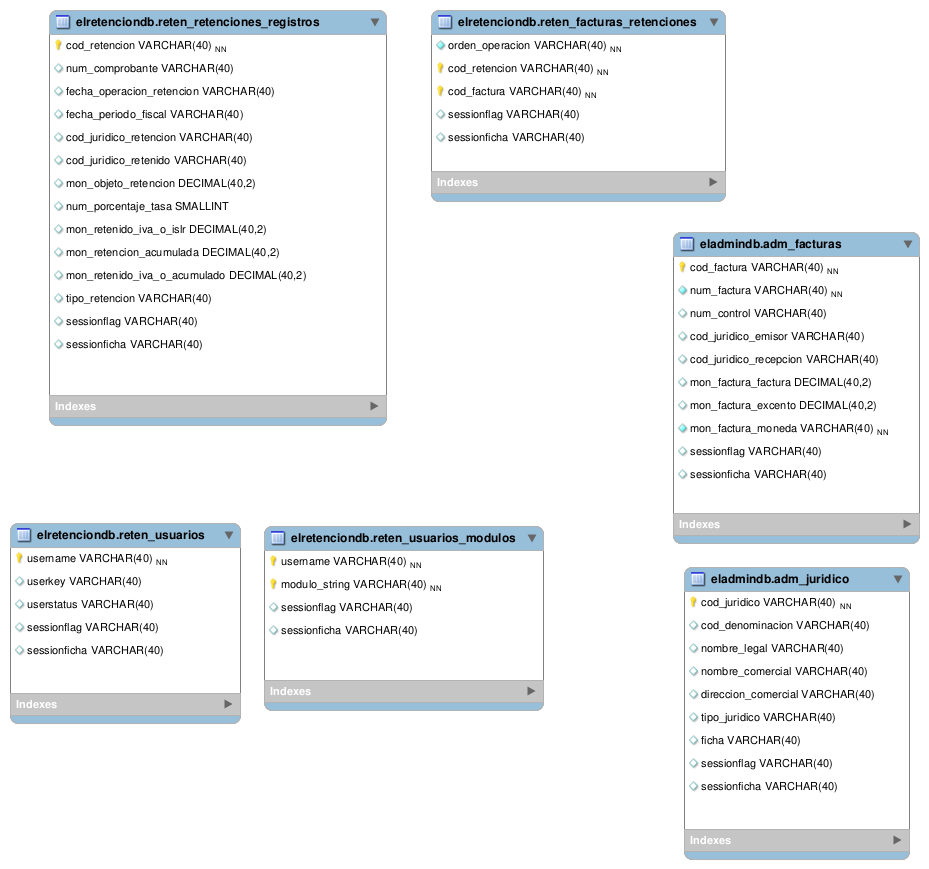 elretenciondb.reten_retenciones_registros
cod_retencion VARCHAR(40) NN
num_comprobante VARCHAR(40)
fecha_operacion_retencion VARCHAR(40)
fecha_periodo_fiscal VARCHAR(40)
cod_juridico_retencion VARCHAR(40)
cod_juridico_retenido VARCHAR(40)
mon_objeto_retencion DECIMAL(40,2)
num_porcentaje_tasa SMALLINT
mon_retenido_iva_o_islr DECIMAL(40,2)
mon_retencion_acumulada DECIMAL(40,2)
mon_retenido_iva_o_acumulado DECIMAL(40,2)
tipo_retencion VARCHAR(40)
sessionflag VARCHAR(40)
sessionficha VARCHAR(40)
Indexes
elretenciondb.reten_facturas_retenciones
orden_operacion VARCHAR(40) NN
cod_retencion VARCHAR(40) NN
cod_factura VARCHAR(40) NN
sessionflag VARCHAR(40)
sessionficha VARCHAR(40)
Indexes
eladmindb.adm_facturas
cod_factura VARCHAR(40) NN
num_factura VARCHAR(40) NN
num_control VARCHAR(40)
cod_juridico_emisor VARCHAR(40)
cod_juridico_recepcion VARCHAR(40)
mon_factura_factura DECIMAL(40,2)
mon_factura_excento DECIMAL(40,2)
mon_factura_moneda VARCHAR(40) NN
sessionflag VARCHAR(40)
sessionficha VARCHAR(40)
Indexes
elretenciondb.reten_usuarios
username VARCHAR(40) NN
userkey VARCHAR(40)
userstatus VARCHAR(40)
sessionflag VARCHAR(40)
sessionficha VARCHAR(40)
Indexes
elretenciondb.reten_usuarios_modulos
username VARCHAR(40) NN
modulo_string VARCHAR(40) NN
sessionflag VARCHAR(40)
sessionficha VARCHAR(40)
Indexes
eladmindb.adm_juridico
cod_juridico VARCHAR(40) NN
cod_denominacion VARCHAR(40)
nombre_legal VARCHAR(40)
nombre_comercial VARCHAR(40)
direccion_comercial VARCHAR(40)
tipo_juridico VARCHAR(40)
ficha VARCHAR(40)
sessionflag VARCHAR(40)
sessionficha VARCHAR(40)
Indexes